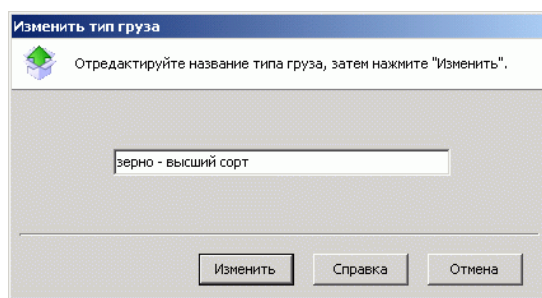 Изменить тип груза
Отредактируйте название типа груза, затем нажмите "Изменить".
зерно - высший сорт
Изменить Справка Отмена